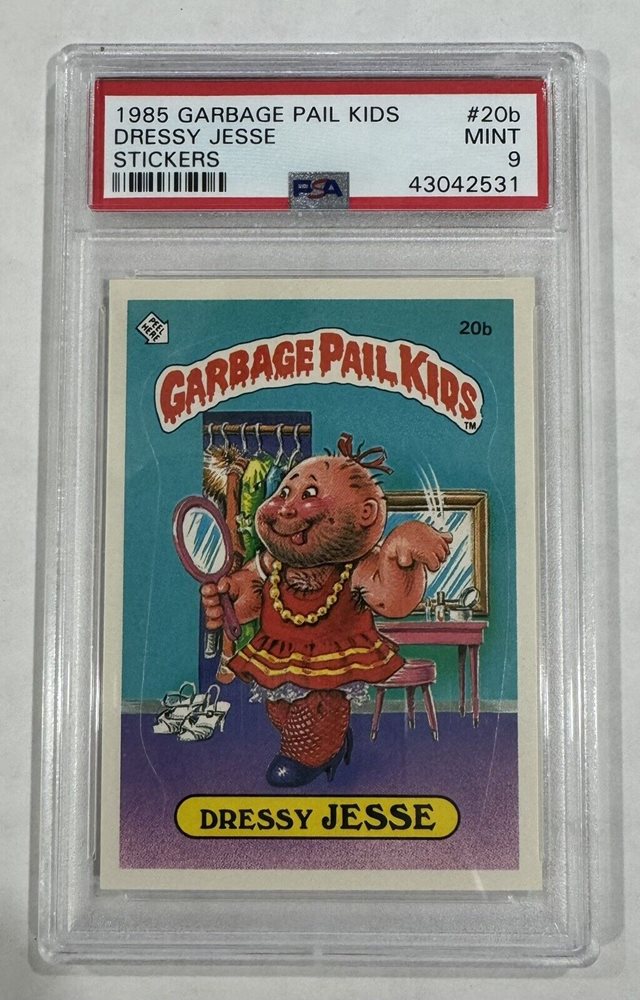 1985 GARBAGE PAIL KIDS #20b
DRESSY JESSE MINT
STICKERS 9
PSA 43042531
PEEL HERE
20b
GARBAGE PAIL KIDS
TM
DRESSY JESSE